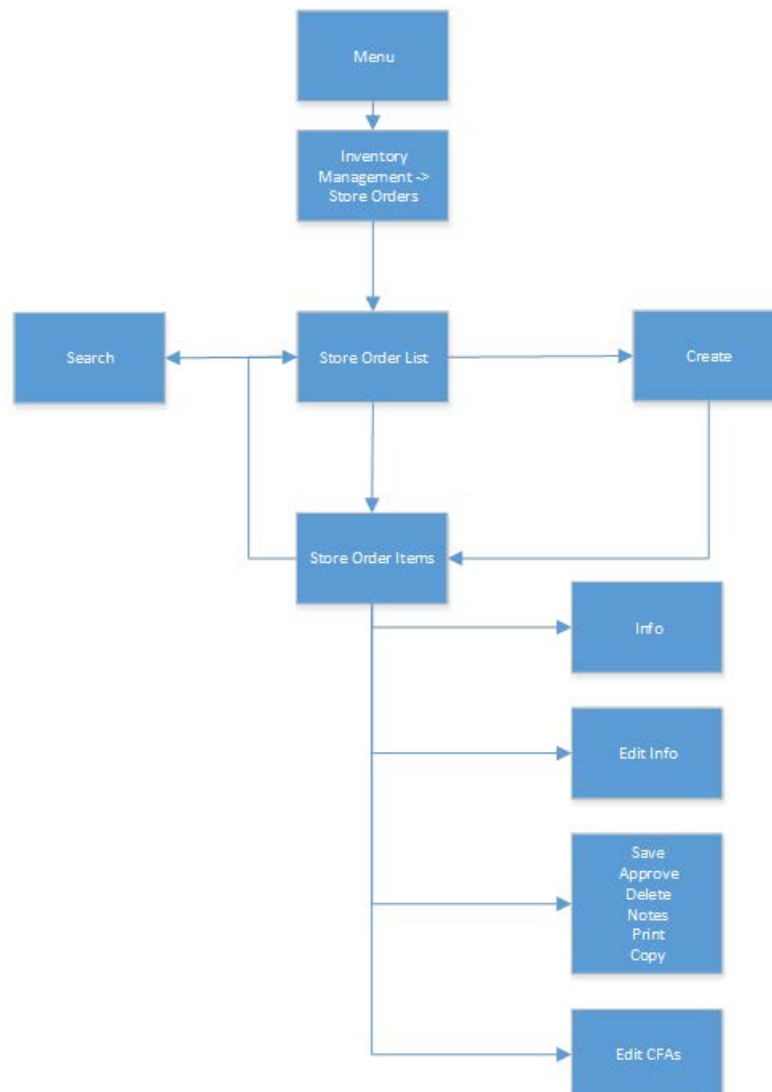 Menu
Inventory
Management ->
Store Orders
Search
Store Order List
Create
Store Order Items
Info
Edit Info
Save
Approve
Delete
Notes
Print
Copy
Edit CFAs